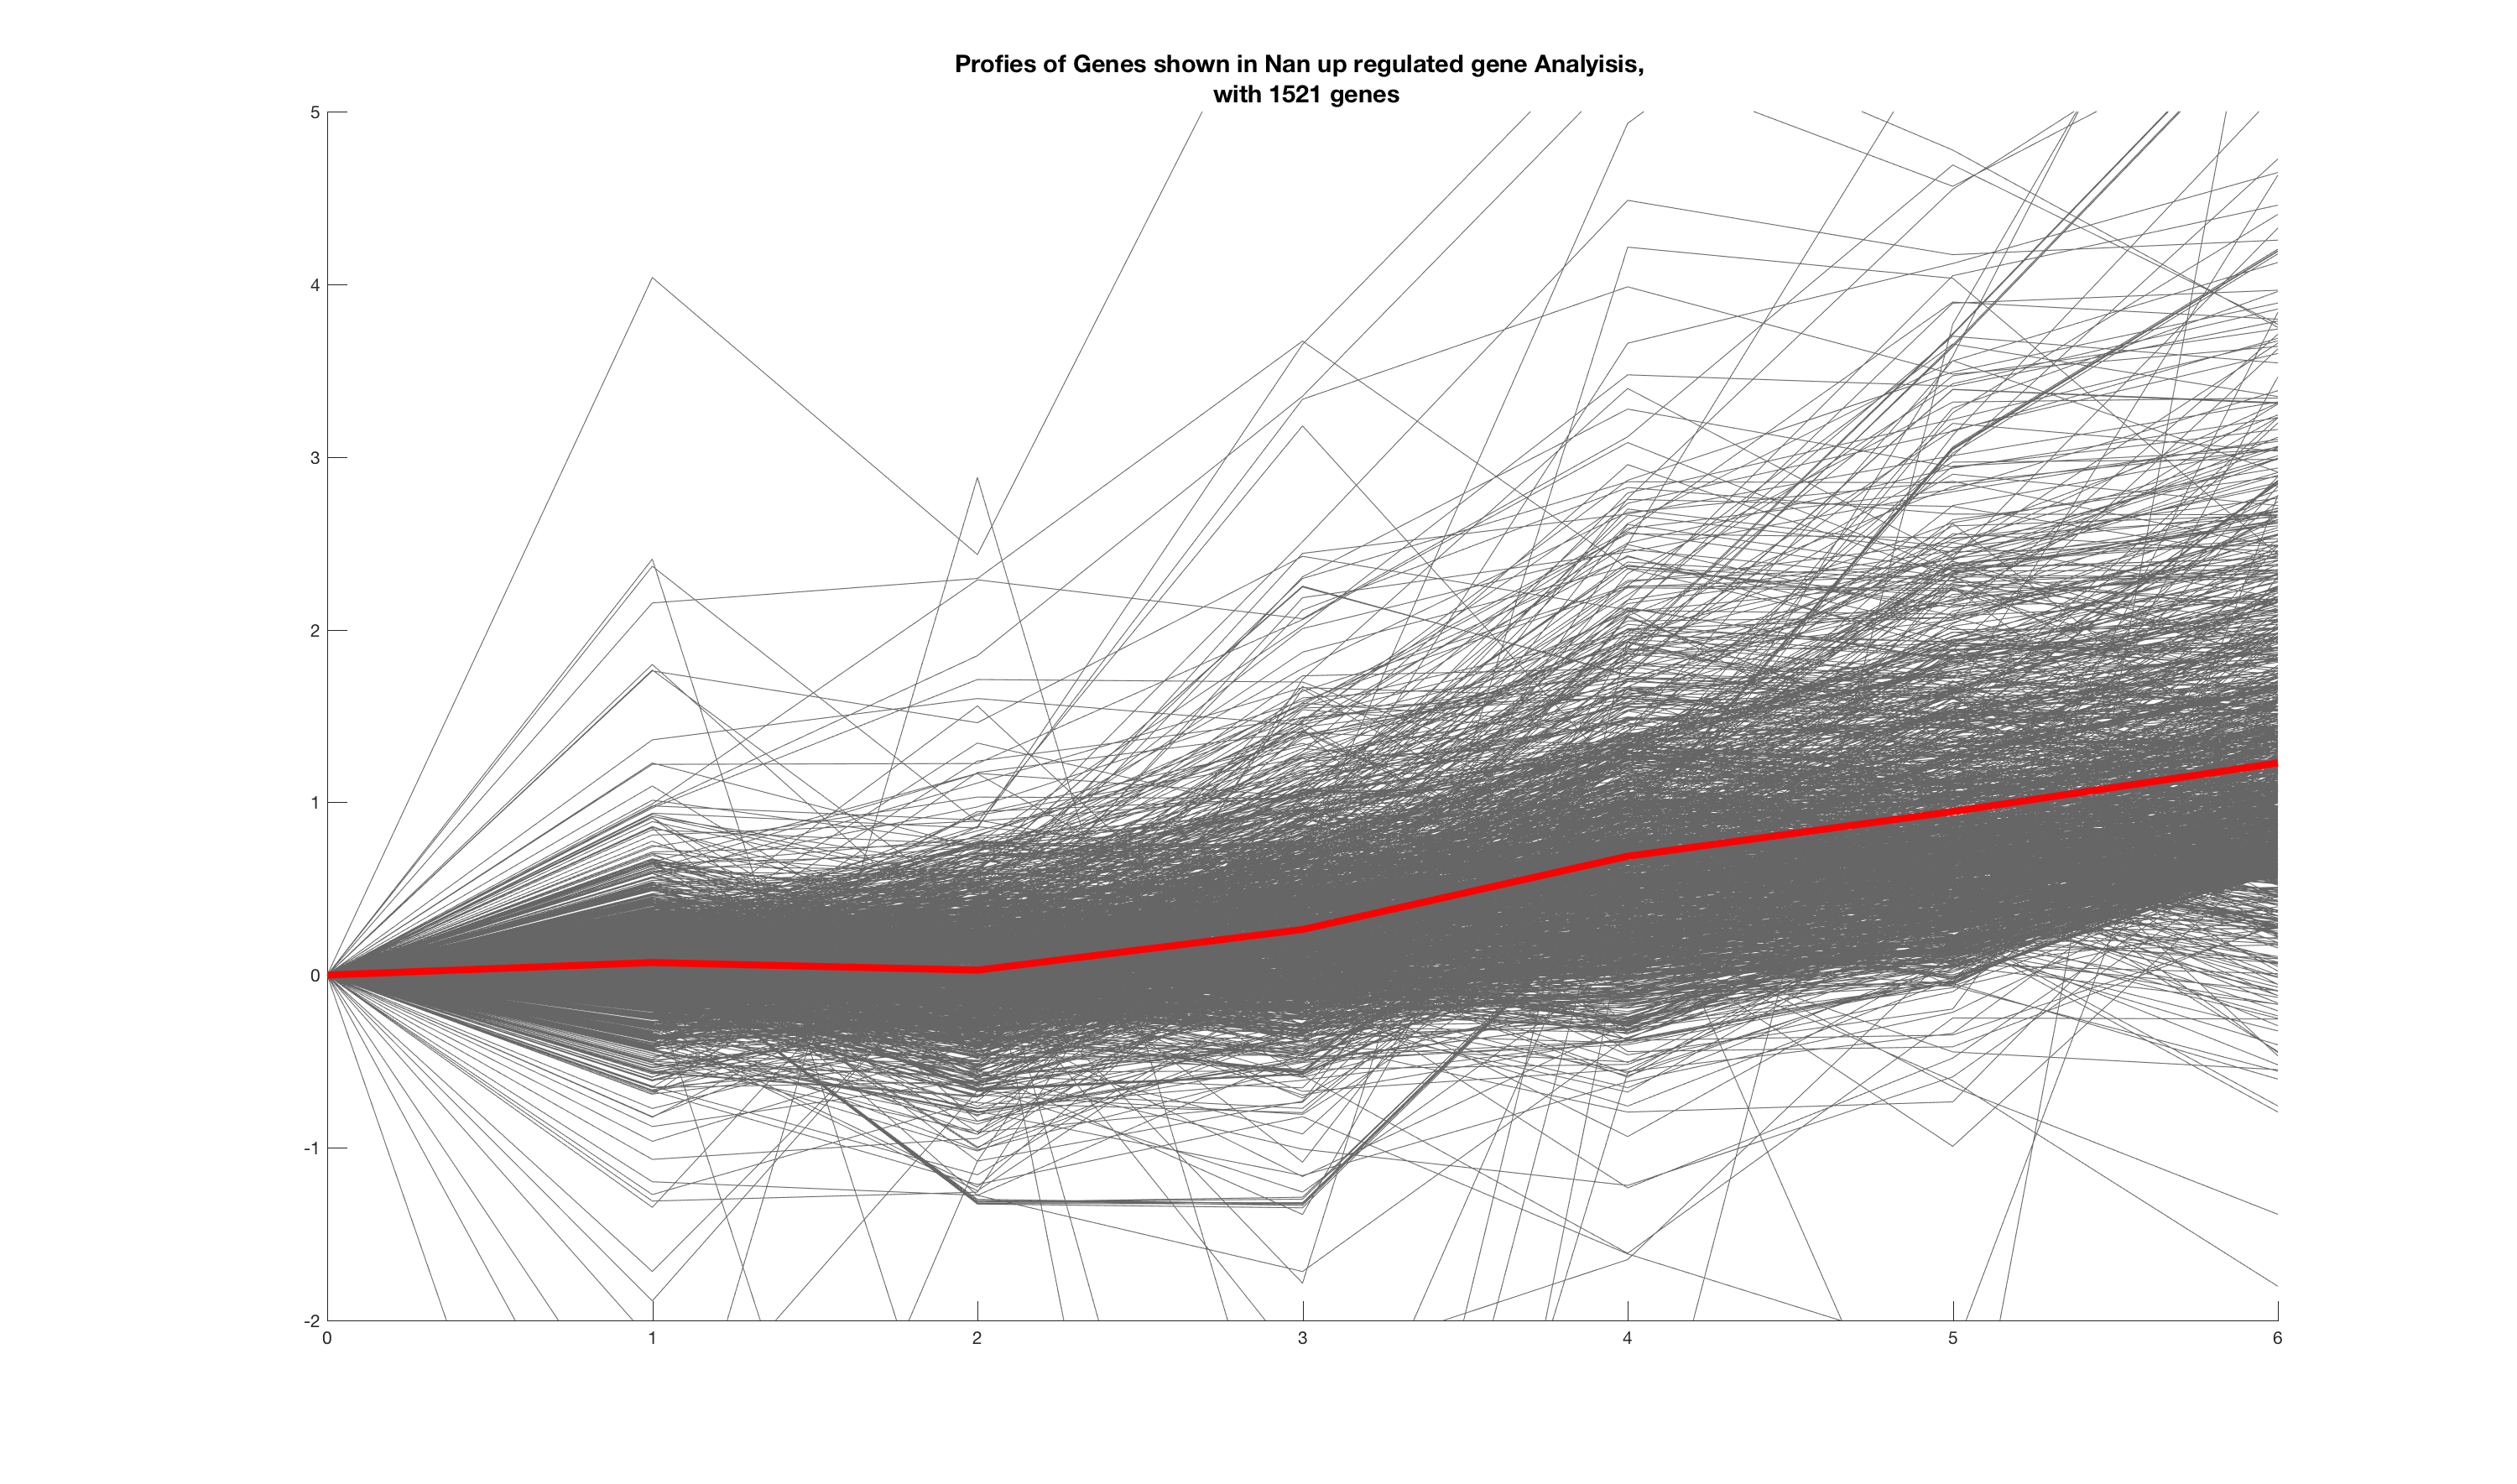 Profies of Genes shown in Nan up regulated gene Analyisis,
with 1521 genes
5
4
3
2
1
0
-1
-2
0 1 2 3 4 5 6